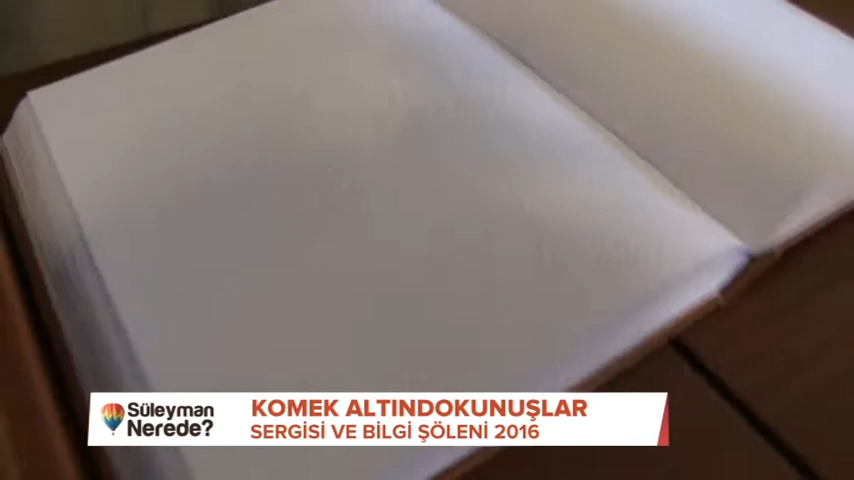 Süleyman
Nerede?
KOMEK ALTINDOKUNUŞLAR
SERGİSİ VE BİLGİ ŞÖLENİ 2016